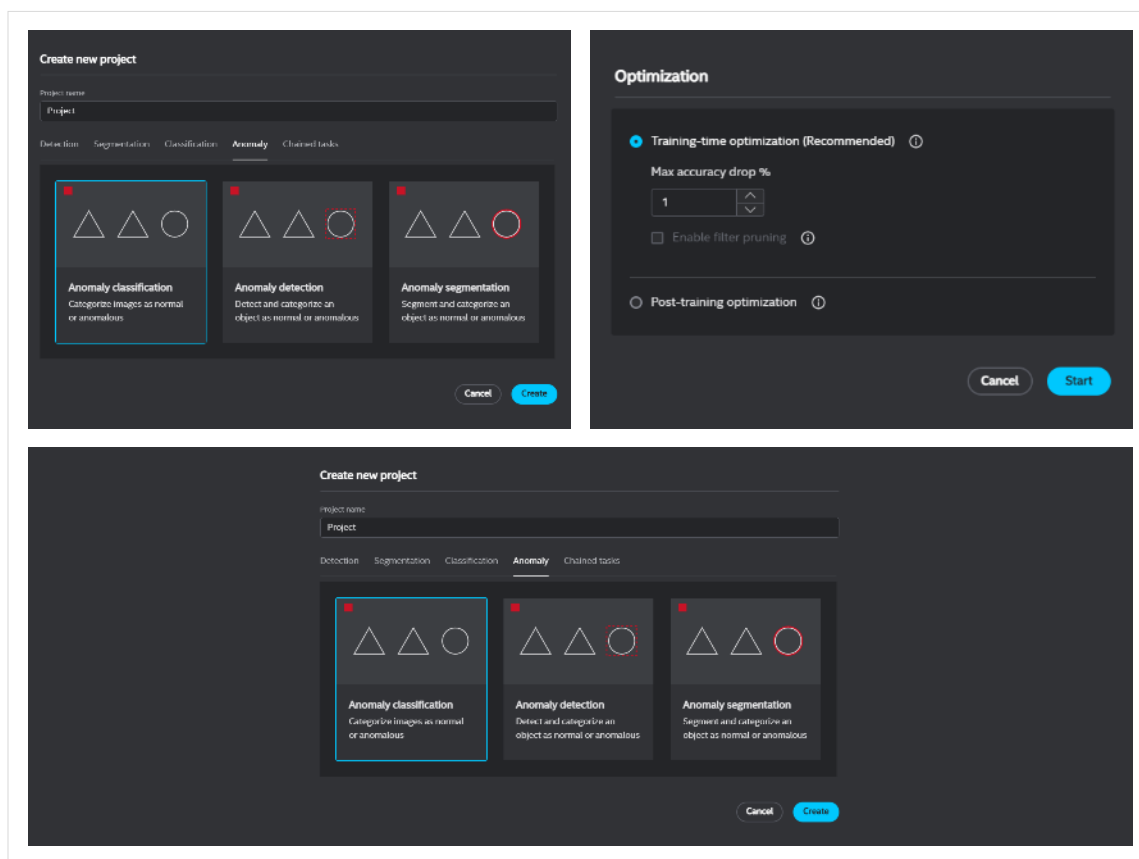 Create new project
Project name
Project
Detection Segmentation Classification Anomaly Chained tasks
Anomaly classification
Categorize images as normal
or anomalous
Anomaly detection
Detect and categorize an
object as normal or anomalous
Anomaly segmentation
Segment and categorize an
object as normal or anomalous
Cancel Create
Optimization
Training-time optimization (Recommended)
Max accuracy drop %
1
Enable filter pruning
Post-training optimization
Cancel Start
Create new project
Project name
Project
Detection Segmentation Classification Anomaly Chained tasks
Anomaly classification
Categorize images as normal
or anomalous
Anomaly detection
Detect and categorize an
object as normal or anomalous
Anomaly segmentation
Segment and categorize an
object as normal or anomalous
Cancel Create